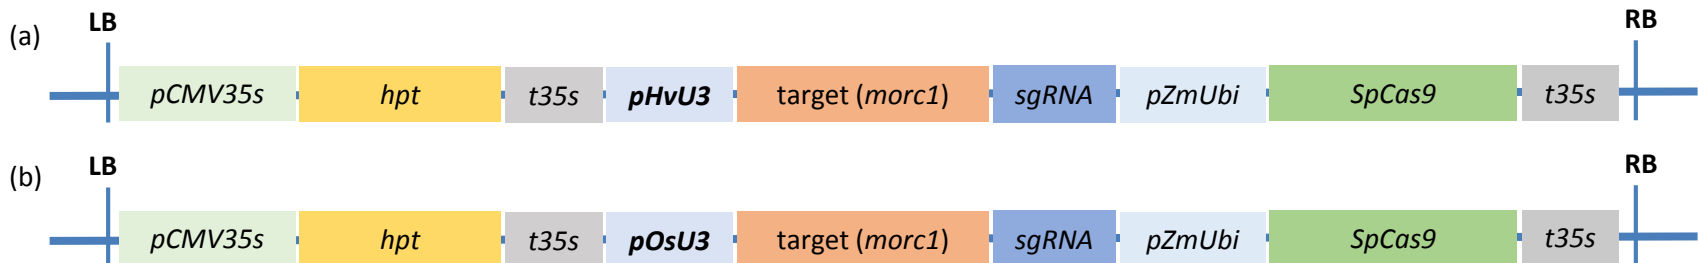 LB RB
(a)
pCMV35s hpt t35s pHvU3 target (morc1) sgRNA pZmUbi SpCas9 t35s
LB RB
(b)
pCMV35s hpt t35s pOsU3 target (morc1) sgRNA pZmUbi SpCas9 t35s